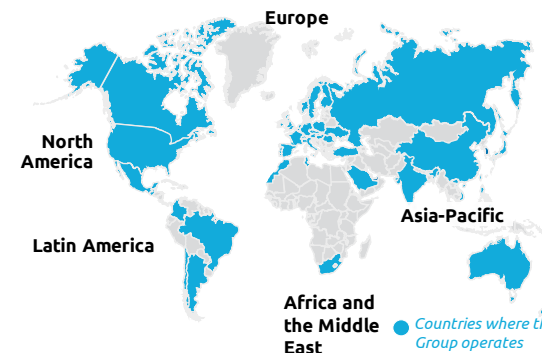 Europe
North
America
Asia-Pacific
Latin America
Africa and
the Middle
East
Countries where
Group operates